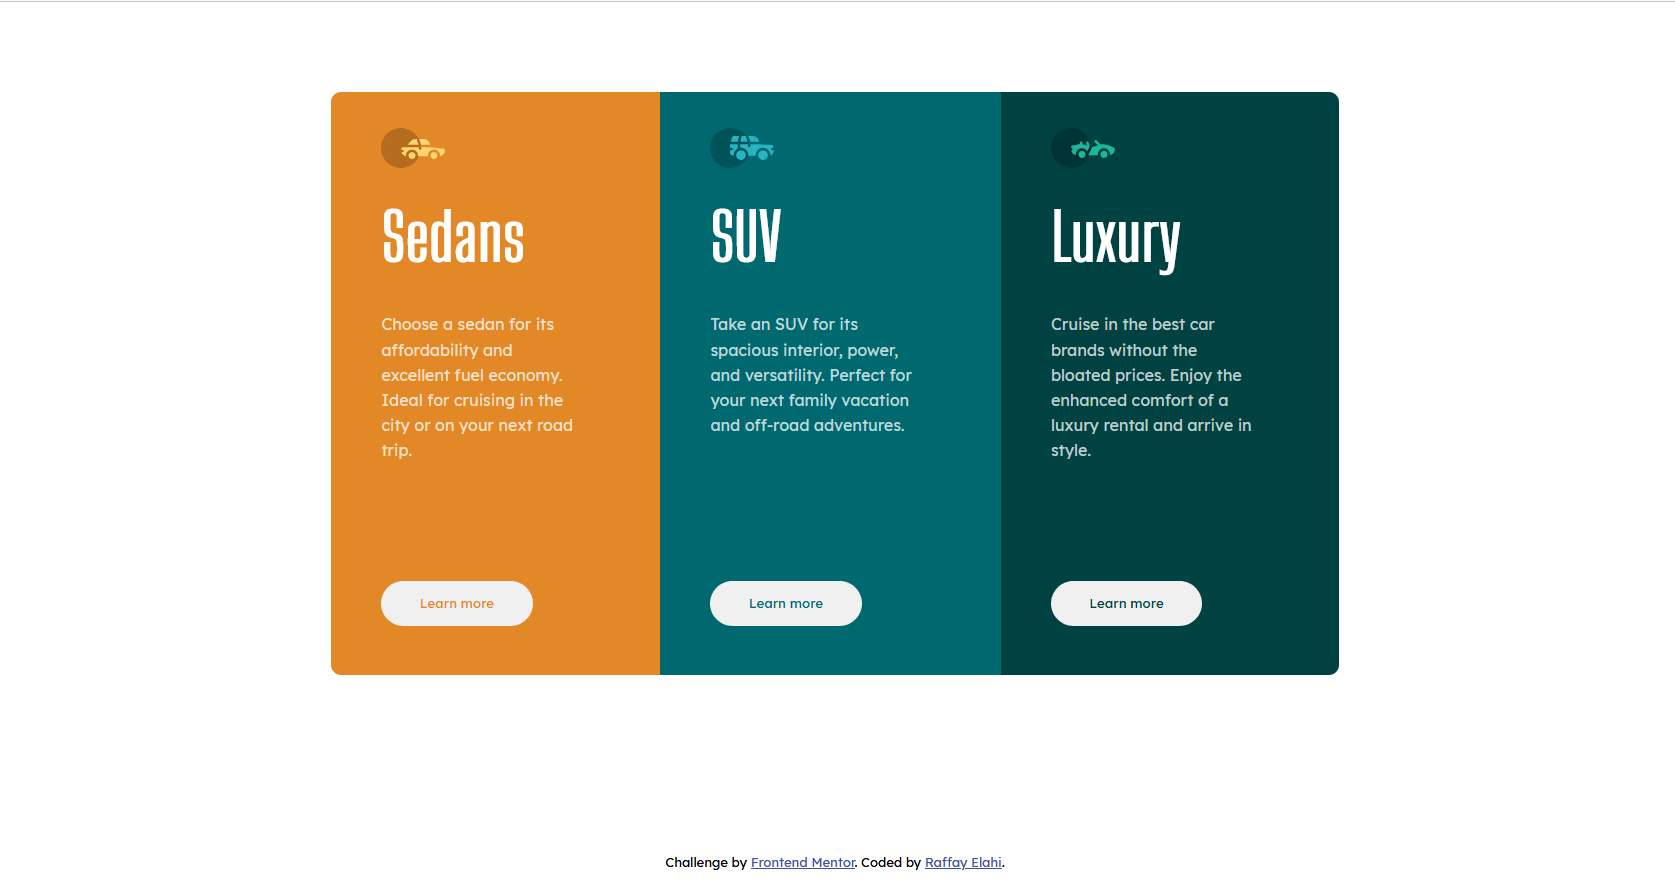 Sedans
Choose a sedan for its
affordability and
excellent fuel economy.
Ideal for cruising in the
city or on your next road
trip.
Learn more
SUV
Take an SUV for its
spacious interior, power,
and versatility. Perfect for
your next family vacation
and off-road adventures.
Learn more
Luxury
Cruise in the best car
brands without the
bloated prices. Enjoy the
enhanced comfort of a
luxury rental and arrive in
style.
Learn more
Challenge by Frontend Mentor. Coded by Raffay Elahi.